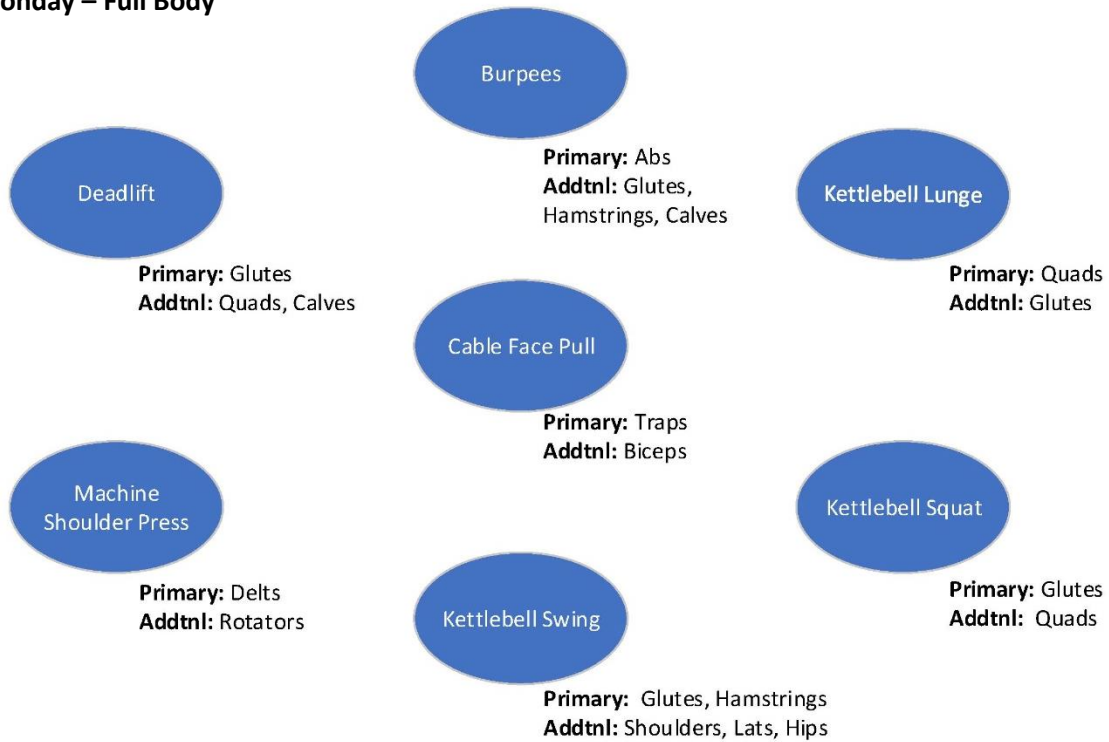 onday – Full Body
Burpees
Primary: Abs
Addtnl: Glutes,
Hamstrings, Calves
Deadlift
Primary: Glutes
Addtnl: Quads, Calves
Kettlebell Lunge
Primary: Quads
Addtnl: Glutes
Cable Face Pull
Primary: Traps
Addtnl: Biceps
Machine
Shoulder Press
Primary: Delts
Addtnl: Rotators
Kettlebell Squat
Primary: Glutes
Addtnl: Quads
Kettlebell Swing
Primary: Glutes, Hamstrings
Addtnl: Shoulders, Lats, Hips